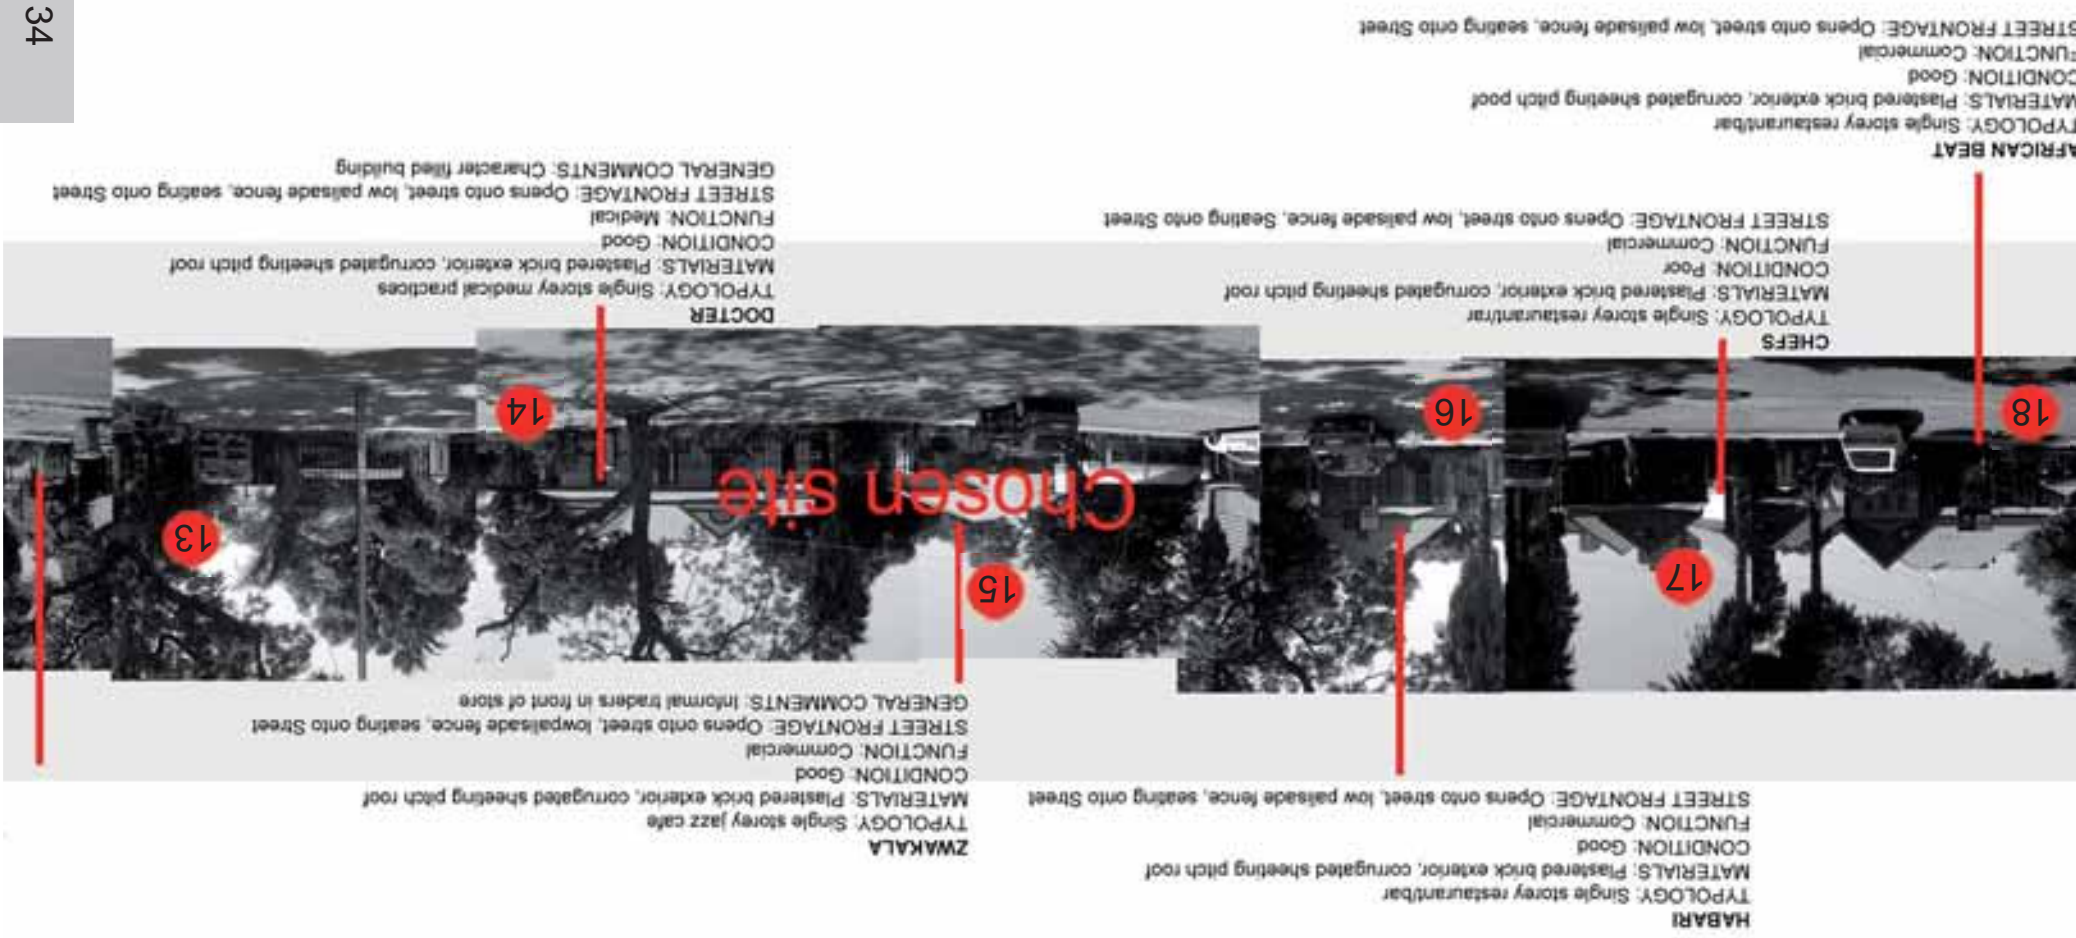 HABARI
TYPOLOGY: Single storey restaurant/bar
MATERIALS: Plastered brick exterior, corrugated sheeting pitch roof
CONDITION: Good
FUNCTION: Commercial
STREET FRONTAGE: Opens onto street, low palisade fence, seating onto Street
ZWAKALA
TYPOLOGY: Single storey jazz cafe
MATERIALS: Plastered brick exterior, corrugated sheeting pitch roof
CONDITION: Good
FUNCTION: Commercial
STREET FRONTAGE: Opens onto street, lowpalisade fence, seating onto Street
GENERAL COMMENTS: Informal traders in front of store
18
17
16
15
Chosen site
14
13
CHEFS
TYPOLOGY: Single storey restaurant/rar
MATERIALS: Plastered brick exterior, corrugated sheeting pitch roof
CONDITION: Poor
FUNCTION: Commercial
STREET FRONTAGE: Opens onto street, low palisade fence, Seating onto Street
DOCTER
TYPOLOGY: Single storey medical practices
MATERIALS: Plastered brick exterior, corrugated sheeting pitch roof
CONDITION: Good
FUNCTION: Medical
STREET FRONTAGE: Opens onto street, low palisade fence, seating onto Street
GENERAL COMMENTS: Character filled building
AFRICAN BEAT
TYPOLOGY: Single storey restaurant/bar
MATERIALS: Plastered brick exterior, corrugated sheeting pitch poof
CONDITION: Good
FUNCTION: Commercial
STREET FRONTAGE: Opens onto street, low palisade fence, seating onto Street
34